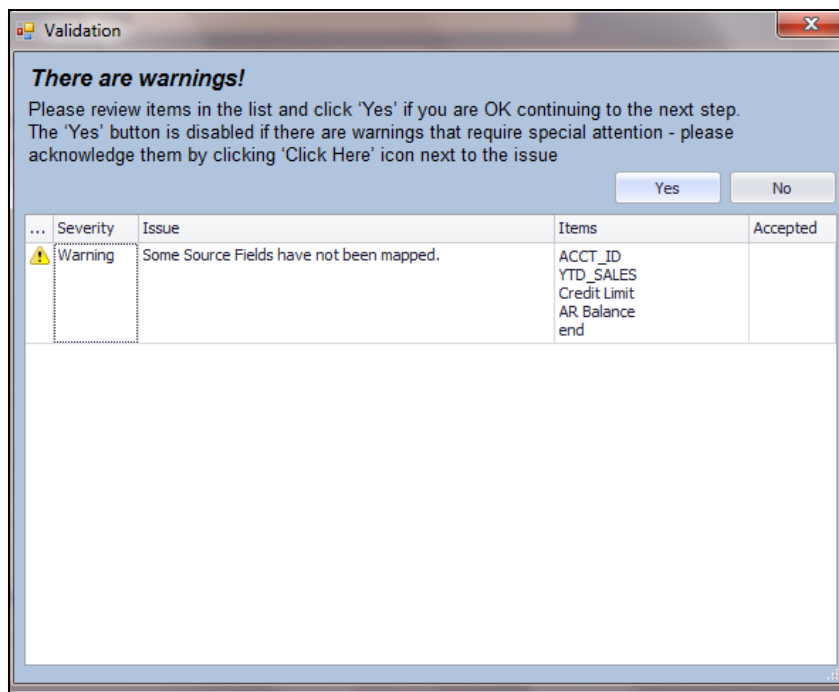 Validation
There are warnings!
Please review items in the list and click ‘Yes’ if you are OK continuing to the next step.
The ‘Yes’ button is disabled if there are warnings that require special attention - please
acknowledge them by clicking ‘Click Here’ icon next to the issue
Yes No
... Severity Issue Items Accepted
Warning Some Source Fields have not been mapped. ACCT_ID
YTD_SALES
Credit Limit
AR Balance
end